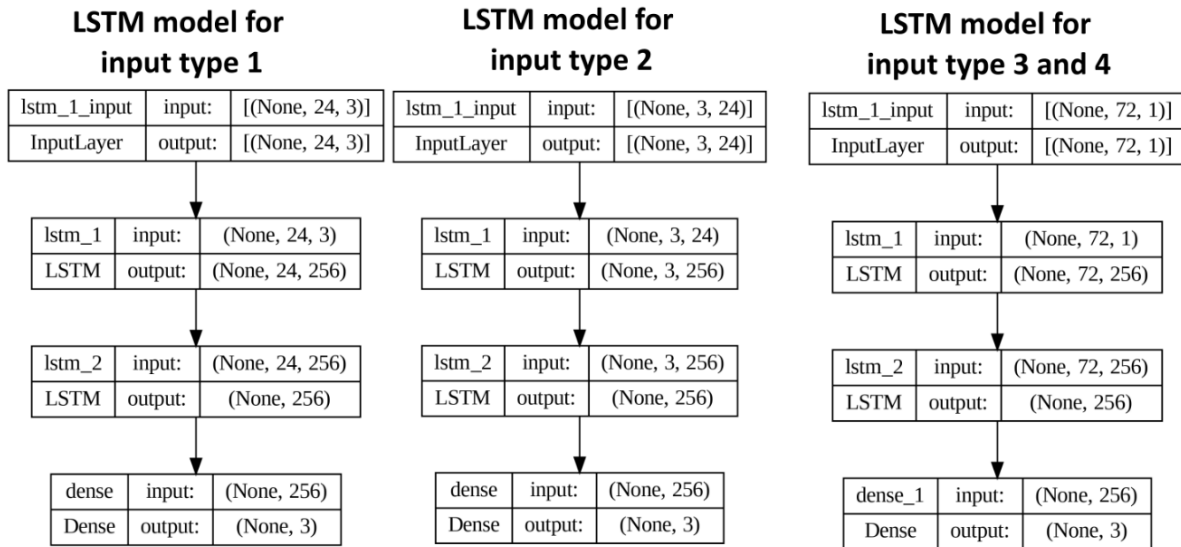 LSTM model for
input type 1
lstm_1_input input: [(None, 24, 3)]
InputLayer output: [(None, 24, 3)]
lstm_1 input: (None, 24, 3)
LSTM output: (None, 24, 256)
lstm_2 input: (None, 24, 256)
LSTM output: (None, 256)
dense input: (None, 256)
Dense output: (None, 3)
LSTM model for
input type 2
lstm_1_input input: [(None, 3, 24)]
InputLayer output: [(None, 3, 24)]
lstm_1 input: (None, 3, 24)
LSTM output: (None, 3, 256)
lstm_2 input: (None, 3, 256)
LSTM output: (None, 256)
dense input: (None, 256)
Dense output: (None, 3)
LSTM model for
input type 3 and 4
lstm_1_input input: [(None, 72, 1)]
InputLayer output: [(None, 72, 1)]
lstm_1 input: (None, 72, 1)
LSTM output: (None, 72, 256)
lstm_2 input: (None, 72, 256)
LSTM output: (None, 256)
dense_1 input: (None, 256)
Dense output: (None, 3)